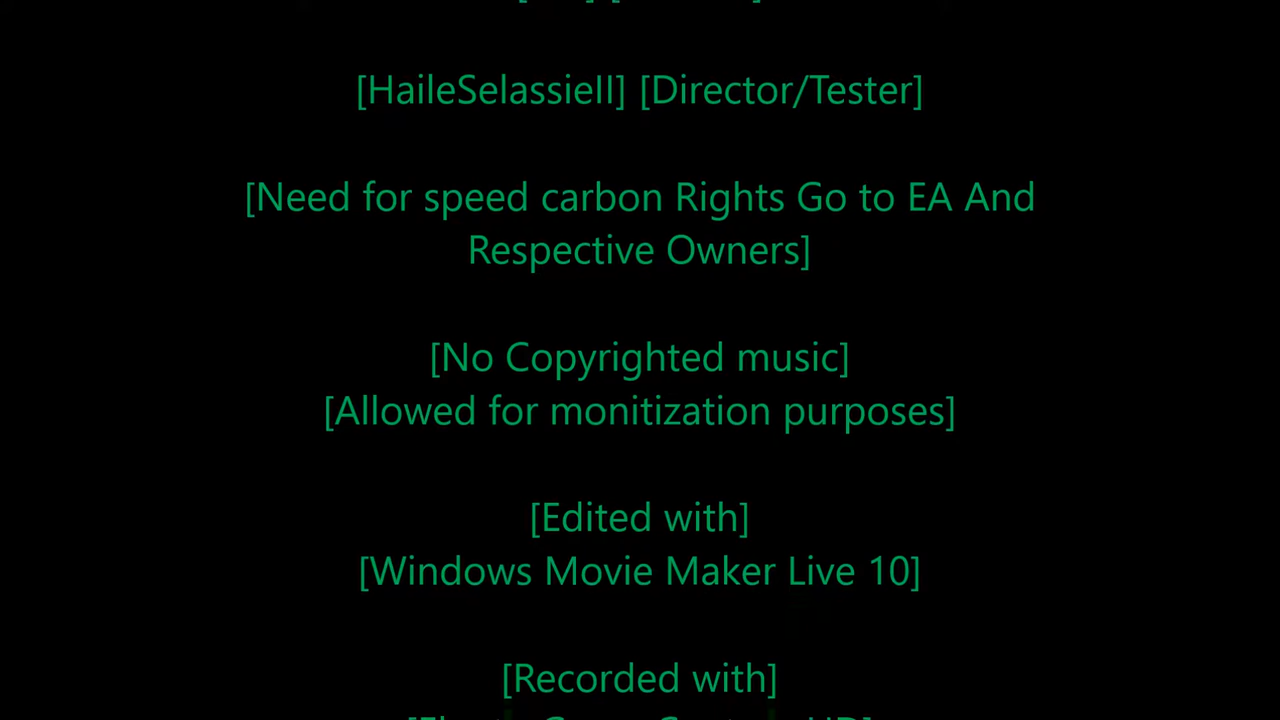 [HaileSelassieII] [Director/Tester]
[Need for speed carbon Rights Go to EA And
Respective Owners]
[No Copyrighted music]
[Allowed for monitization purposes]
[Edited with]
[Windows Movie Maker Live 10]
[Recorded with]